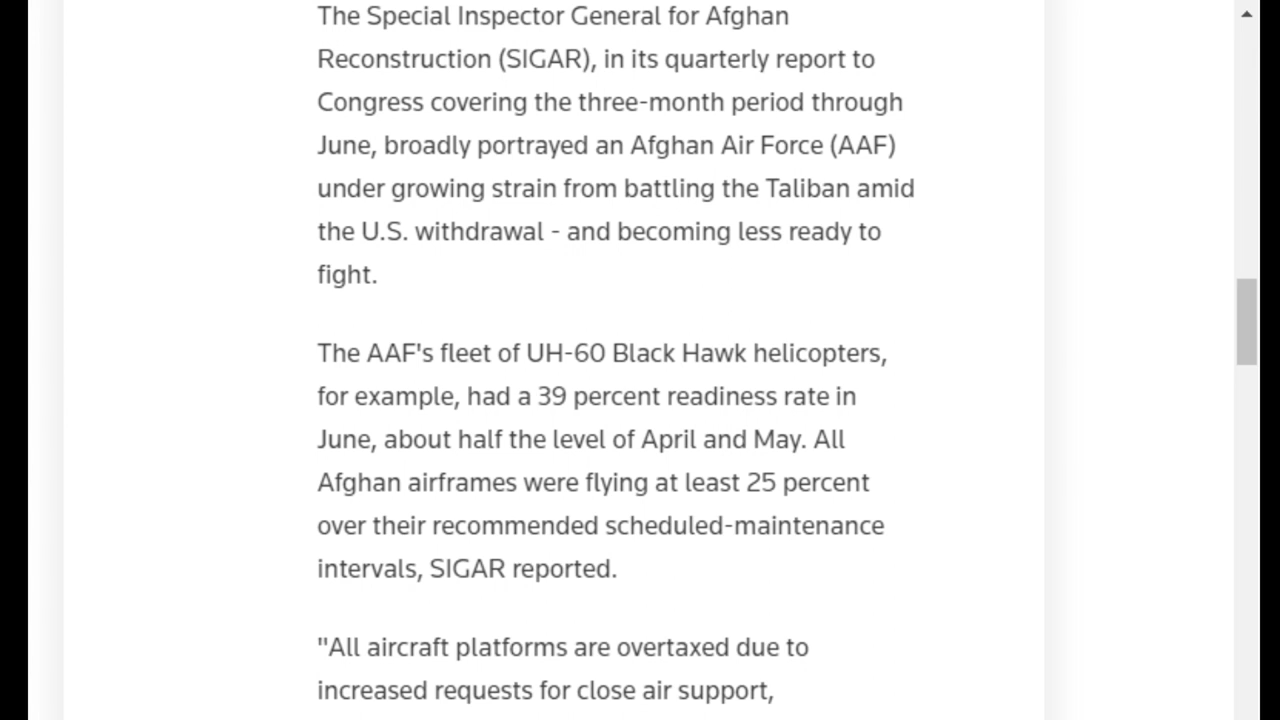 The Special Inspector General for Afghan
Reconstruction (SIGAR), in its quarterly report to
Congress covering the three-month period through
June, broadly portrayed an Afghan Air Force (AAF)
under growing strain from battling the Taliban amid
the U.S. withdrawal - and becoming less ready to
fight.
The AAF's fleet of UH-60 Black Hawk helicopters,
for example, had a 39 percent readiness rate in
June, about half the level of April and May. All
Afghan airframes were flying at least 25 percent
over their recommended scheduled-maintenance
intervals, SIGAR reported.
"All aircraft platforms are overtaxed due to
increased requests for close air support,